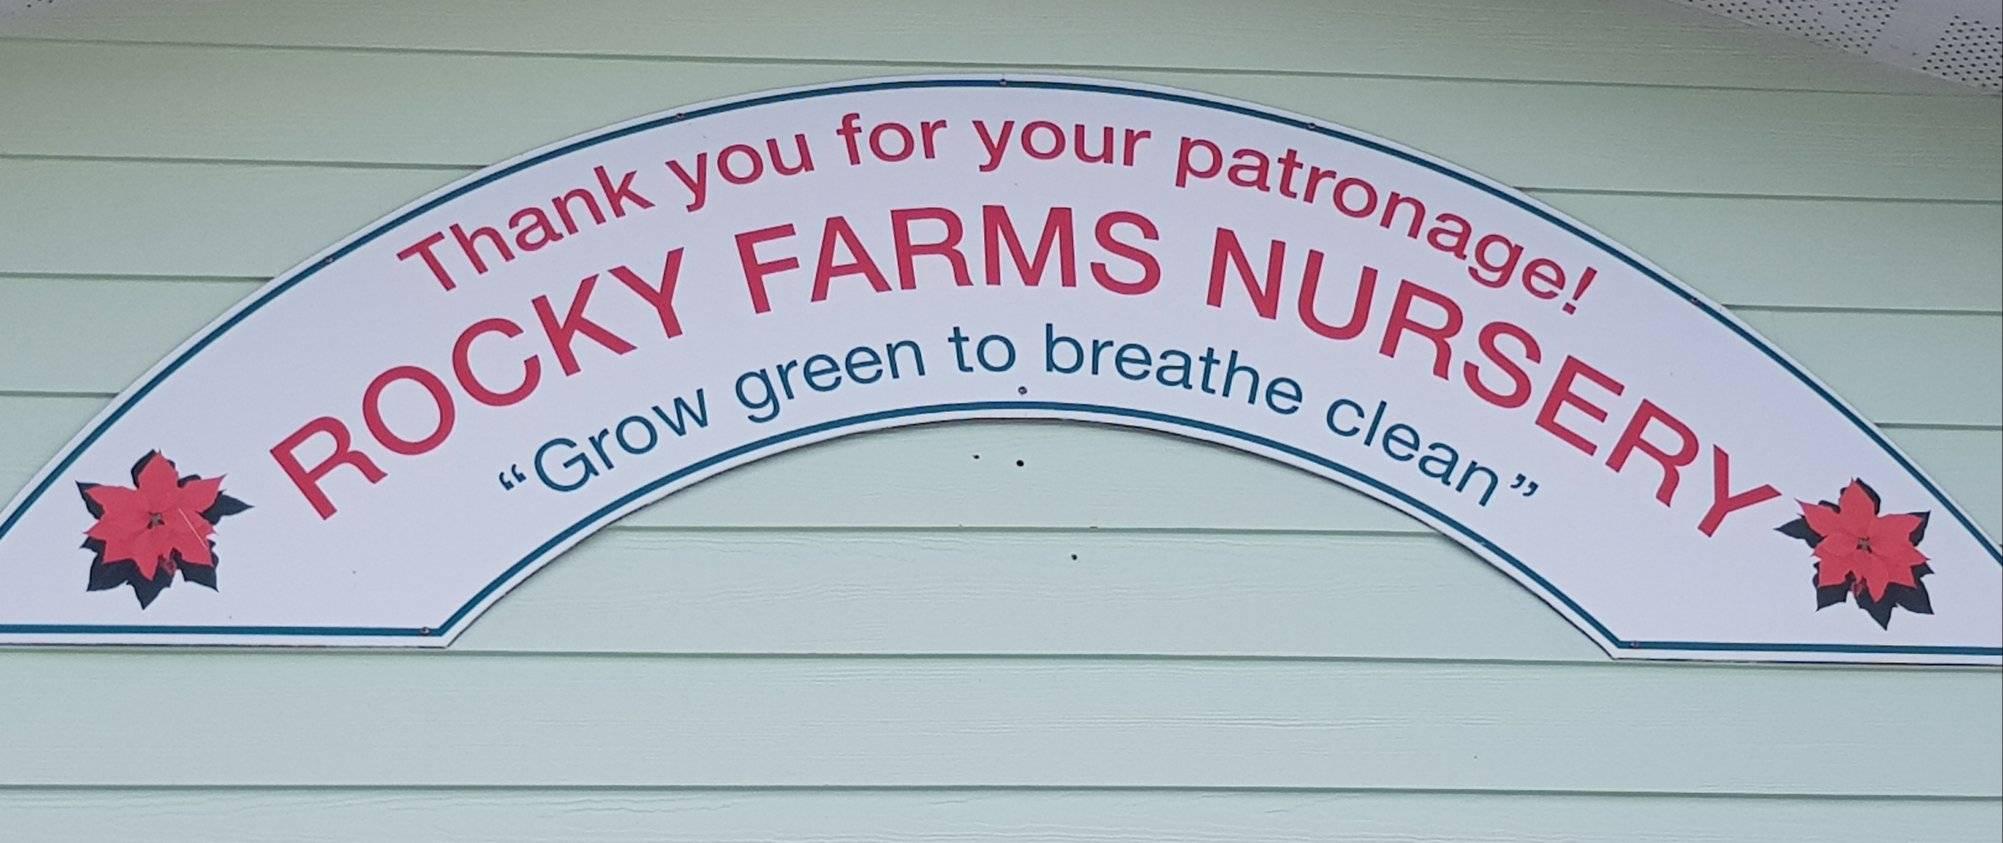 Thank you for your patronage!
ROCKY FARMS NURSERY
“Grow green to breathe clean”